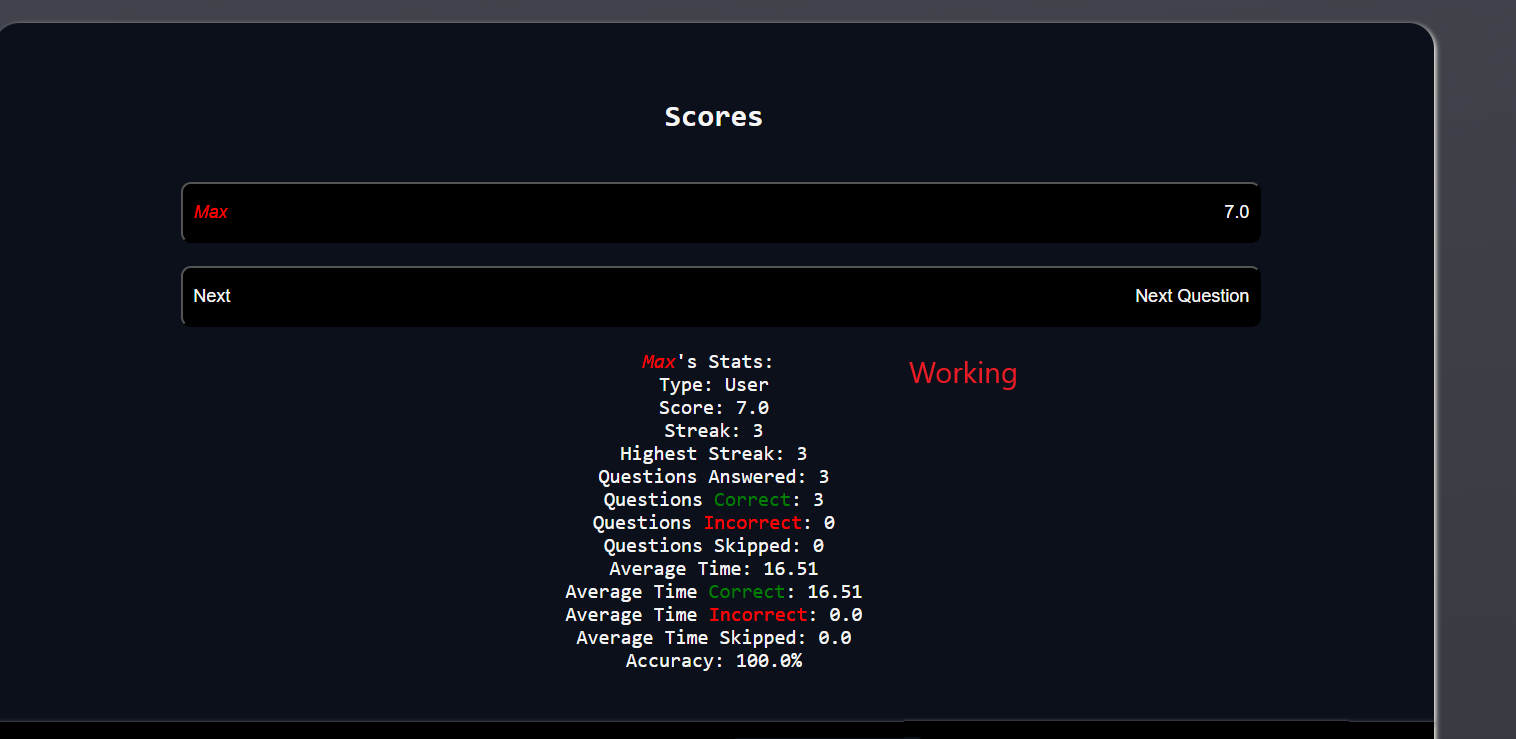 Scores
Max 7.0
Next Next Question
Max's Stats: Working
Type: User
Score: 7.0
Streak: 3
Highest Streak: 3
Questions Answered: 3
Questions Correct: 3
Questions Incorrect: 0
Questions Skipped: 0
Average Time: 16.51
Average Time Correct: 16.51
Average Time Incorrect: 0.0
Average Time Skipped: 0.0
Accuracy: 100.0%